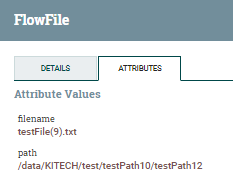 FlowFile
DETAILS
ATTRIBUTES
Attribute Values
filename
testFile(9).txt
path
/data/KITECH/test/testPath10/testPath12